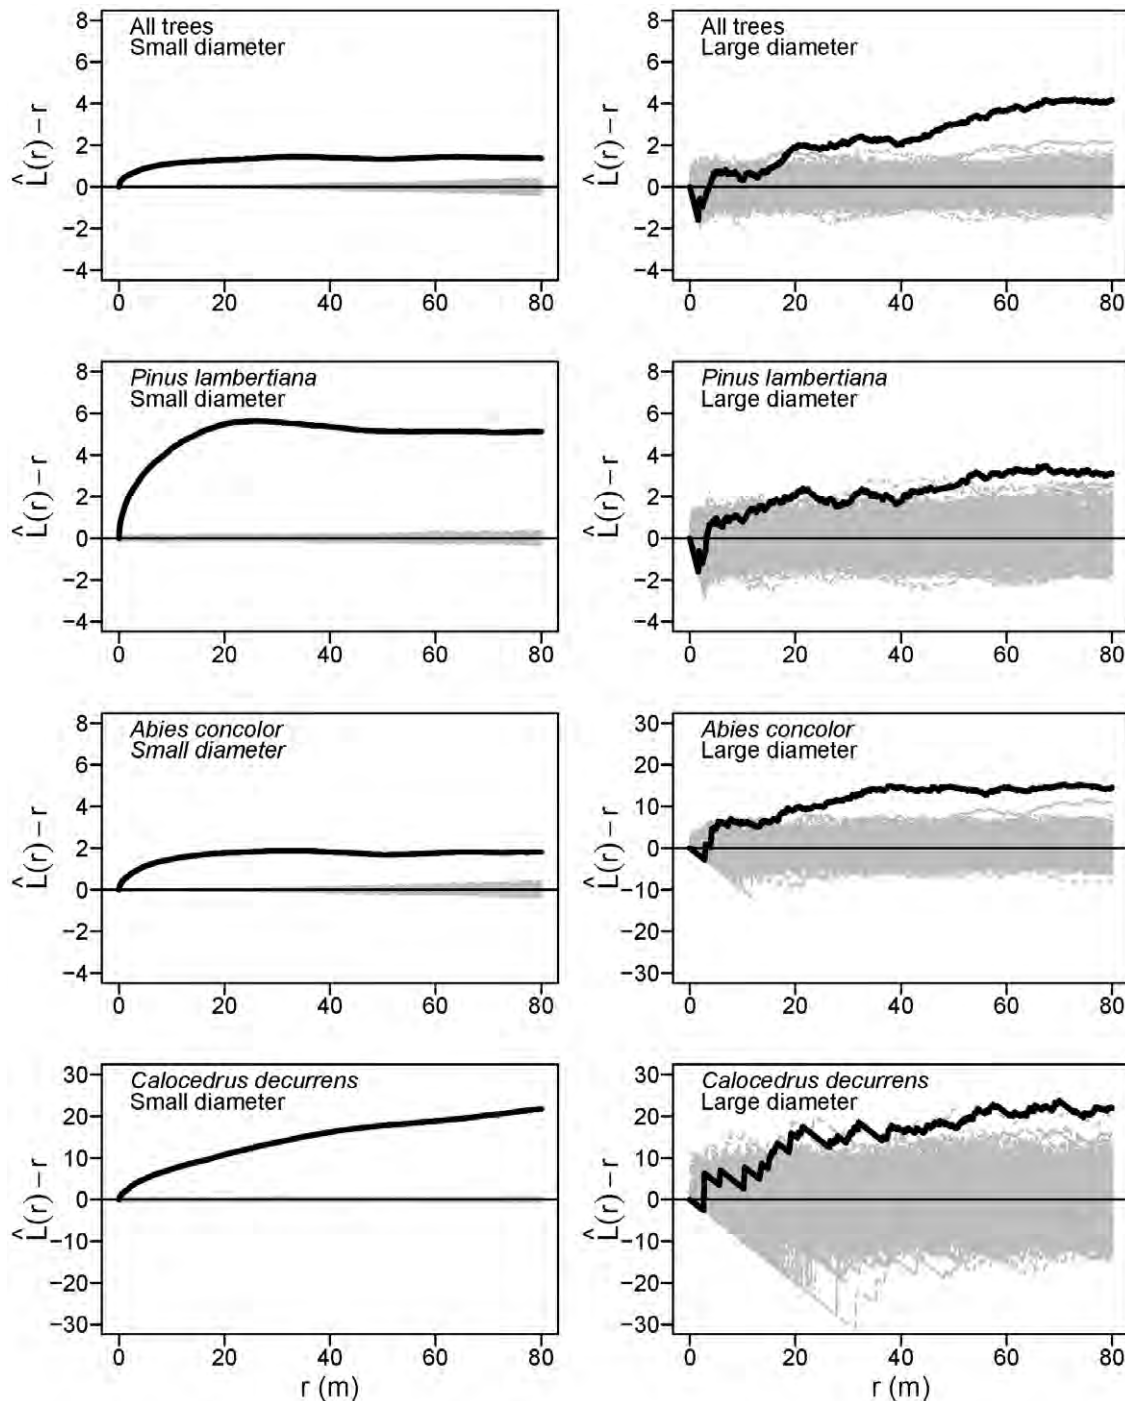 All trees
Small diameter
8
6
4
2
0
−2
−4
L̂(r) − r
0 20 40 60 80
All trees
Large diameter
8
6
4
2
0
−2
−4
L̂(r) − r
0 20 40 60 80
Pinus lambertiana
Small diameter
8
6
4
2
0
−2
−4
L̂(r) − r
0 20 40 60 80
Pinus lambertiana
Large diameter
8
6
4
2
0
−2
−4
L̂(r) − r
0 20 40 60 80
Abies concolor
Small diameter
8
6
4
2
0
−2
−4
L̂(r) − r
0 20 40 60 80
Abies concolor
Large diameter
30
20
10
0
−10
−20
−30
L̂(r) − r
0 20 40 60 80
Calocedrus decurrens
Small diameter
30
20
10
0
−10
−20
−30
L̂(r) − r
0 20 40 60 80
r (m)
Calocedrus decurrens
Large diameter
30
20
10
0
−10
−20
−30
L̂(r) − r
0 20 40 60 80
r (m)